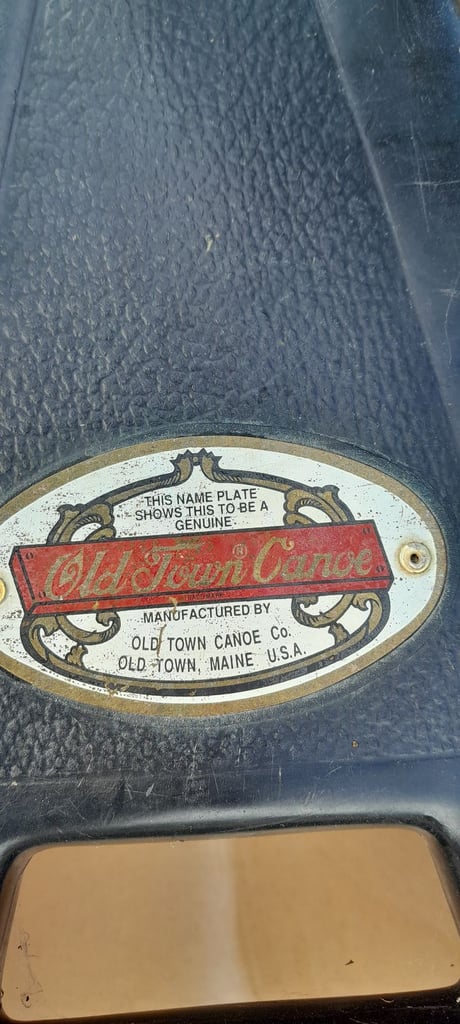 THIS NAME PLATE
SHOWS THIS TO BE A
GENUINE
Old Town® Canoe
MANUFACTURED BY
OLD TOWN CANOE Co.
OLD TOWN, MAINE U.S.A.